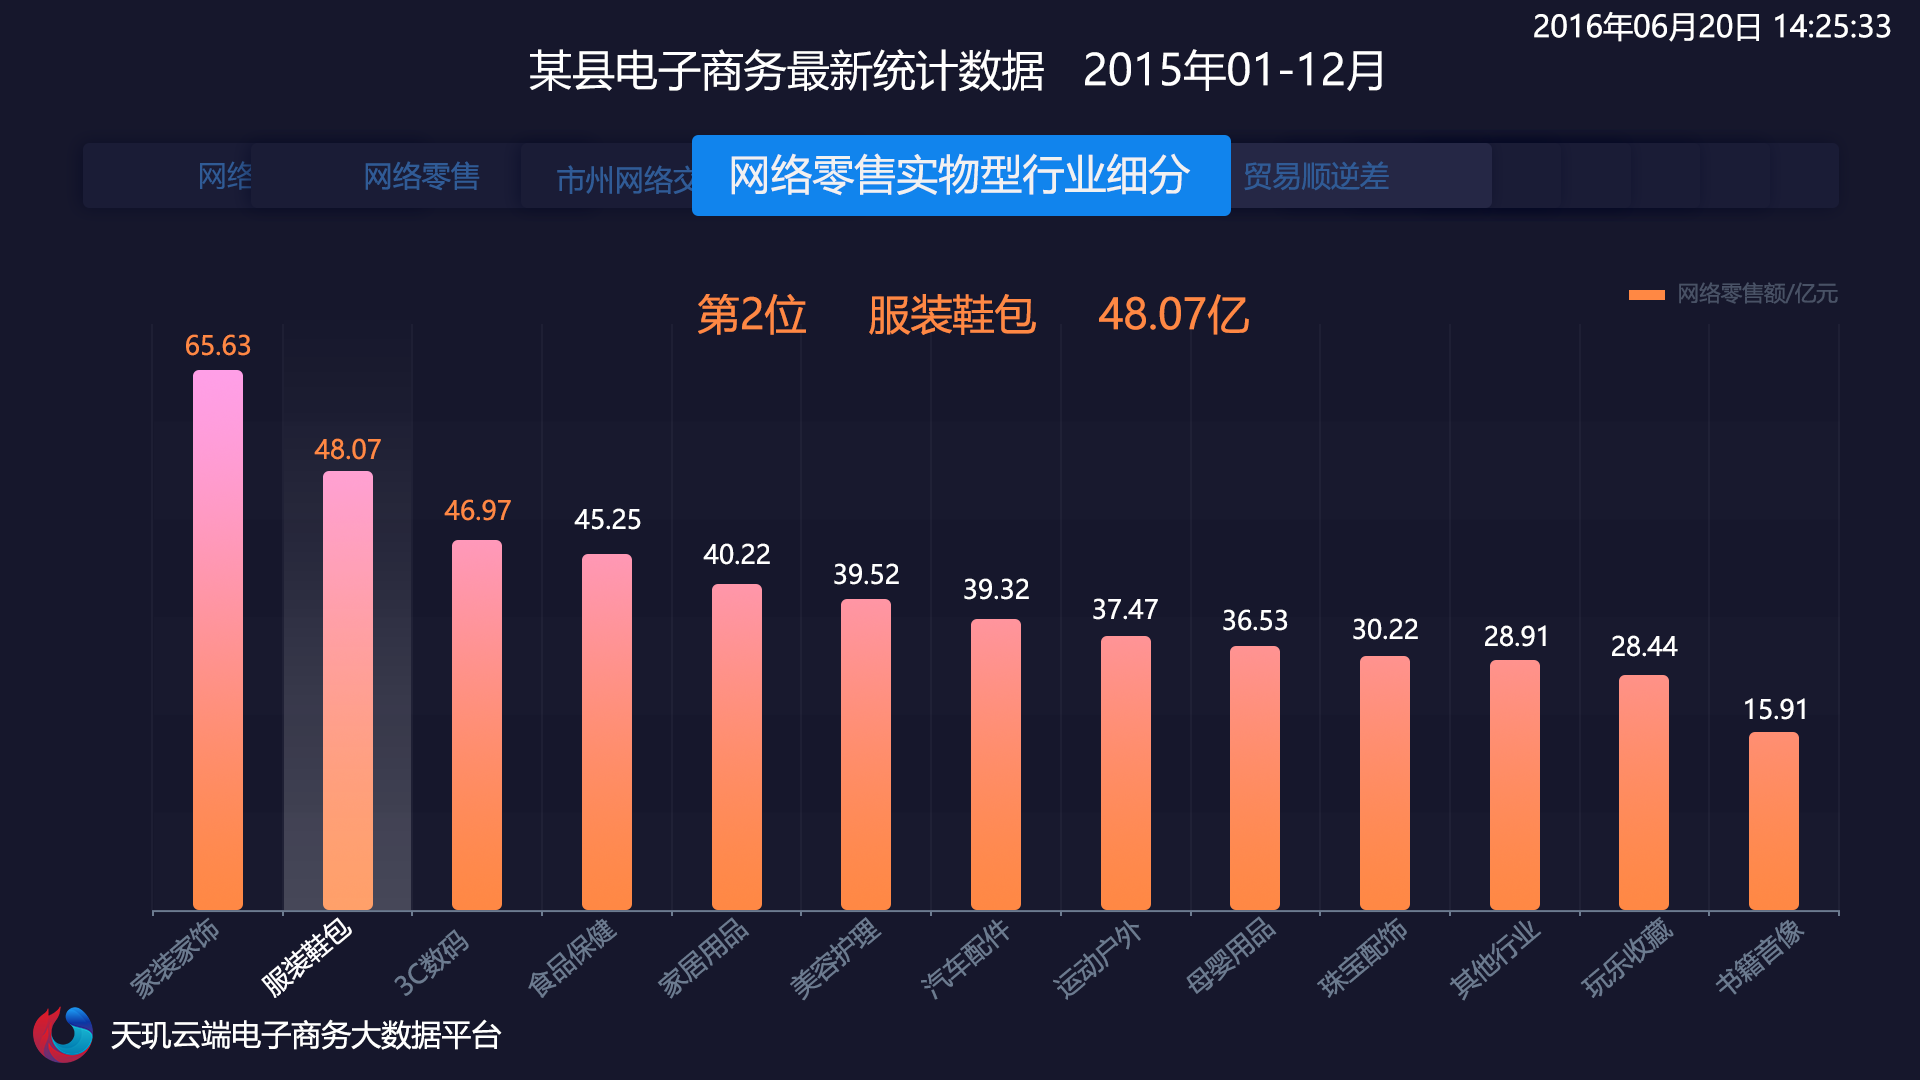 2016年06月20日 14:25:33
某县电子商务最新统计数据 2015年01-12月
网络 网络零售 市州网络交 网络零售实物型行业细分 贸易顺逆差
网络零售额/亿元
第2位 服装鞋包 48.07亿
65.63
48.07
46.97
45.25
40.22
39.52
39.32
37.47
36.53
30.22
28.91
28.44
15.91
家装家饰
服装鞋包
3C数码
食品保健
家居用品
美容护理
汽车配件
运动户外
母婴用品
珠宝配饰
其他行业
玩乐收藏
书籍音像
天玑云端电子商务大数据平台